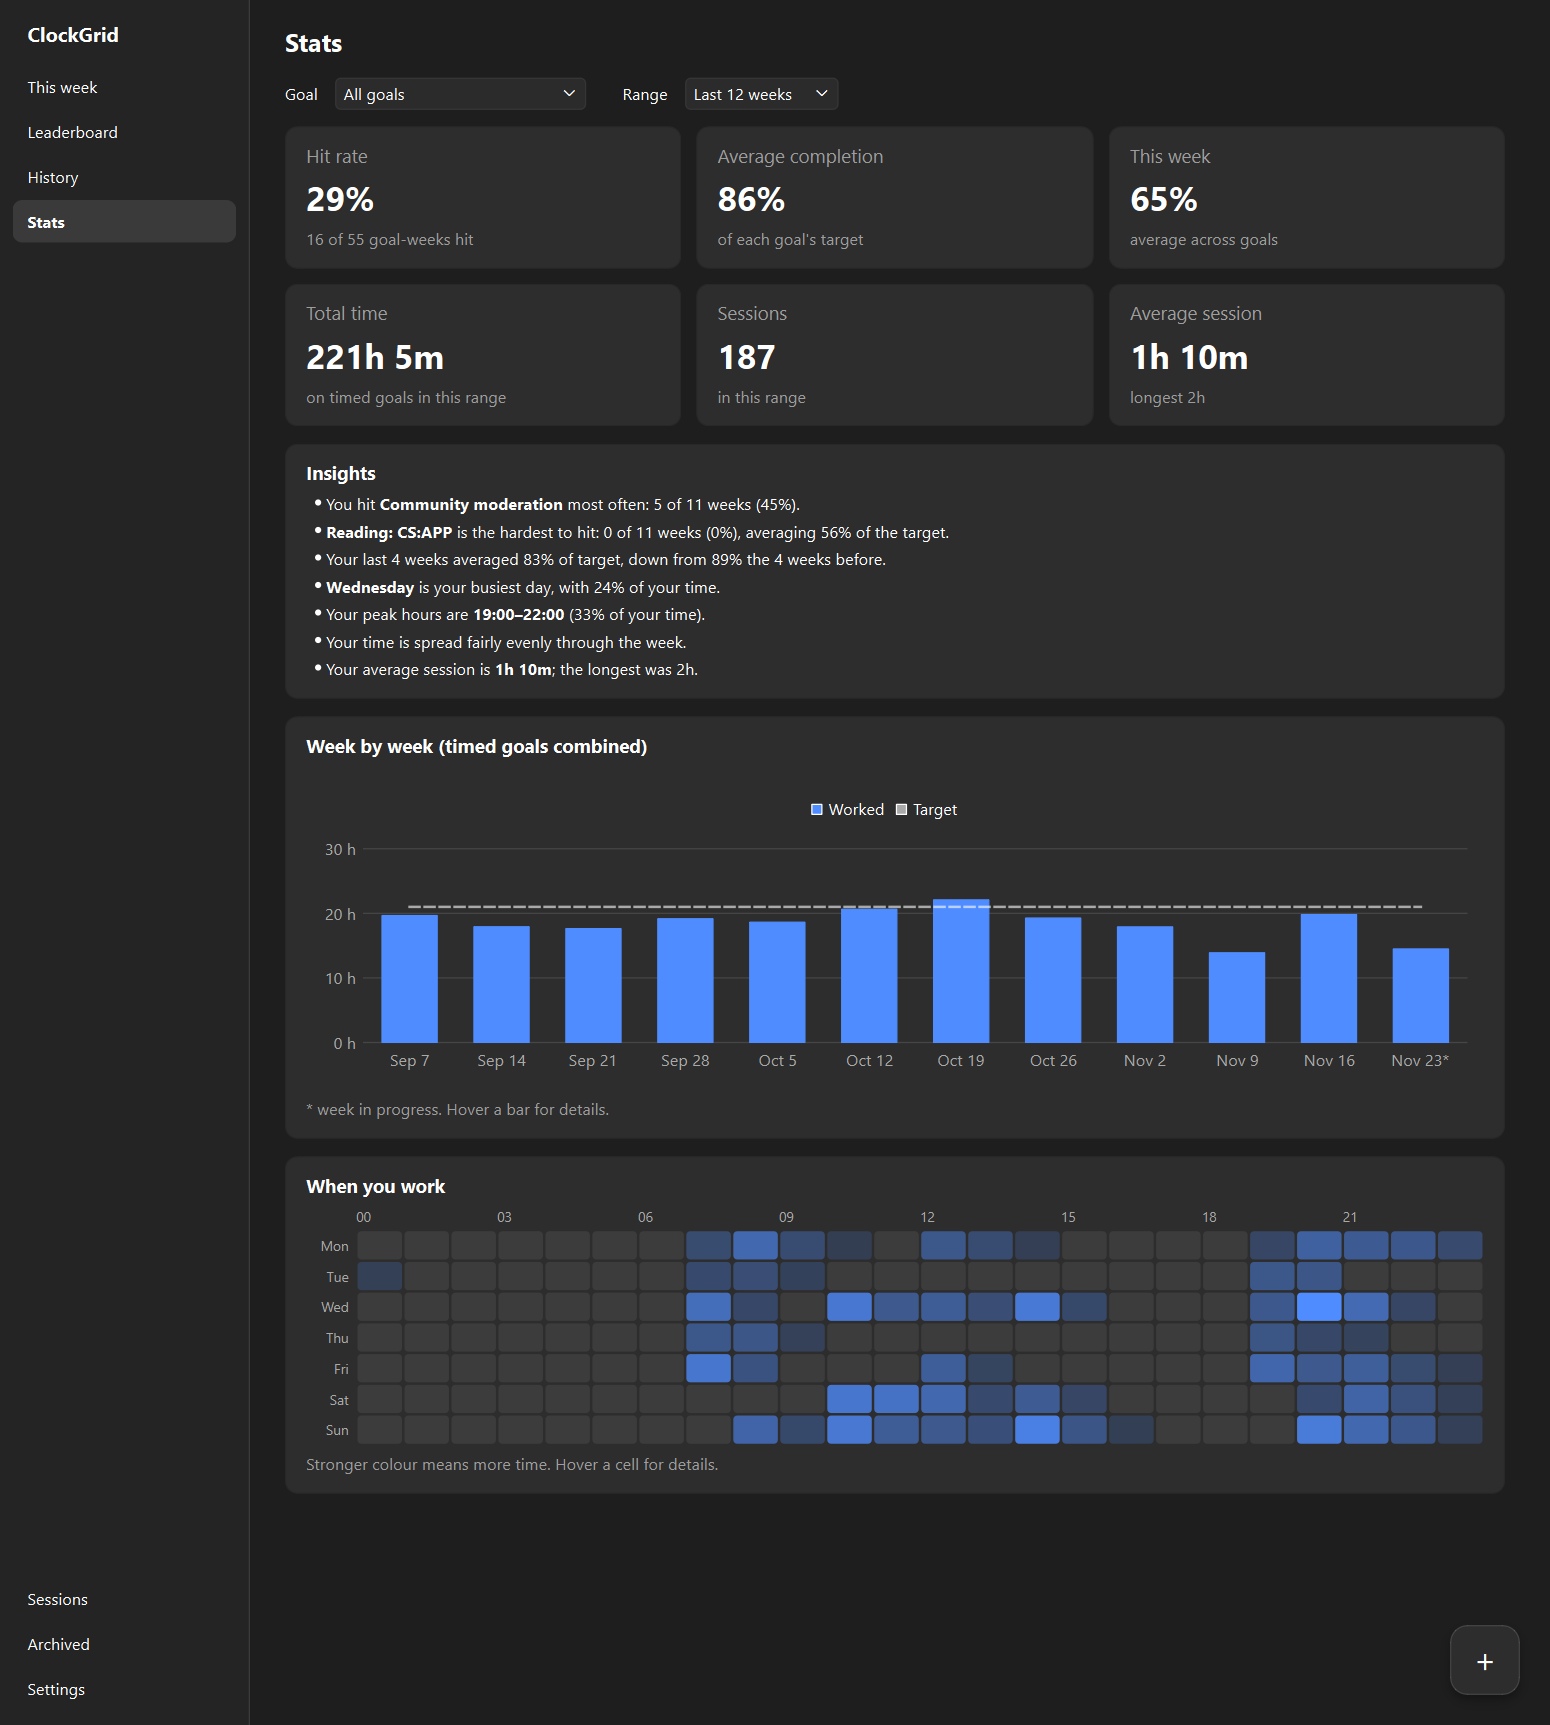 ClockGrid
This week
Leaderboard
History
Stats
Stats
Goal All goals Range Last 12 weeks
Hit rate
29%
16 of 55 goal-weeks hit
Average completion
86%
of each goal's target
This week
65%
average across goals
Total time
221h 5m
on timed goals in this range
Sessions
187
in this range
Average session
1h 10m
longest 2h
Insights
• You hit Community moderation most often: 5 of 11 weeks (45%).
• Reading: CS:APP is the hardest to hit: 0 of 11 weeks (0%), averaging 56% of the target.
• Your last 4 weeks averaged 83% of target, down from 89% the 4 weeks before.
• Wednesday is your busiest day, with 24% of your time.
• Your peak hours are 19:00–22:00 (33% of your time).
• Your time is spread fairly evenly through the week.
• Your average session is 1h 10m; the longest was 2h.
Week by week (timed goals combined)
Worked Target
30 h
20 h
10 h
0 h
Sep 7 Sep 14 Sep 21 Sep 28 Oct 5 Oct 12 Oct 19 Oct 26 Nov 2 Nov 9 Nov 16 Nov 23*
* week in progress. Hover a bar for details.
When you work
00 03 06 09 12 15 18 21
Mon
Tue
Wed
Thu
Fri
Sat
Sun
Stronger colour means more time. Hover a cell for details.
Sessions
Archived
Settings
+